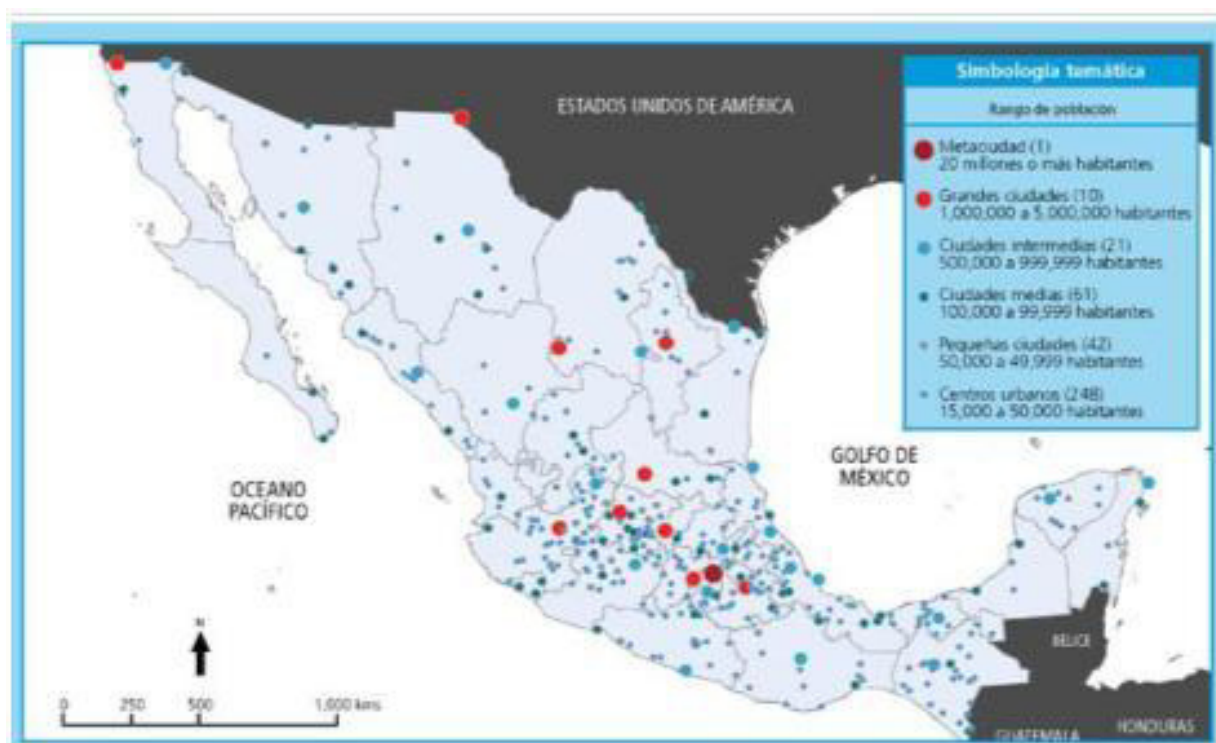 ESTADOS UNIDOS DE AMÉRICA
Simbología temática
Rango de población
Metaciudad (1)
20 millones o más habitantes
Grandes ciudades (10)
1,000,000 a 5,000,000 habitantes
Ciudades intermedias (21)
500,000 a 999,999 habitantes
Ciudades medias (61)
100,000 a 99,999 habitantes
Pequeñas ciudades (42)
50,000 a 49,999 habitantes
Centros urbanos (248)
15,000 a 50,000 habitantes
GOLFO DE
MÉXICO
OCEANO
PACÍFICO
N
BELICE
0 250 500 1,000 kms
GUATEMALA
HONDURAS